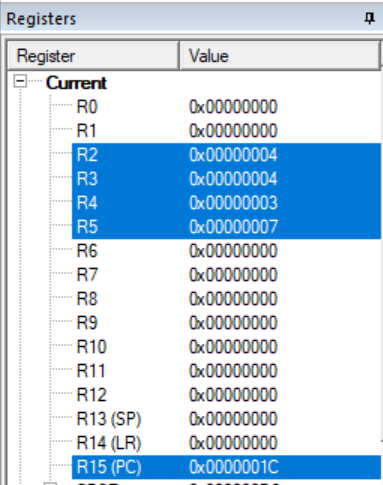 Registers
Register Value
Current
R0 0x00000000
R1 0x00000000
R2 0x00000004
R3 0x00000004
R4 0x00000003
R5 0x00000007
R6 0x00000000
R7 0x00000000
R8 0x00000000
R9 0x00000000
R10 0x00000000
R11 0x00000000
R12 0x00000000
R13 (SP) 0x00000000
R14 (LR) 0x00000000
R15 (PC) 0x0000001C